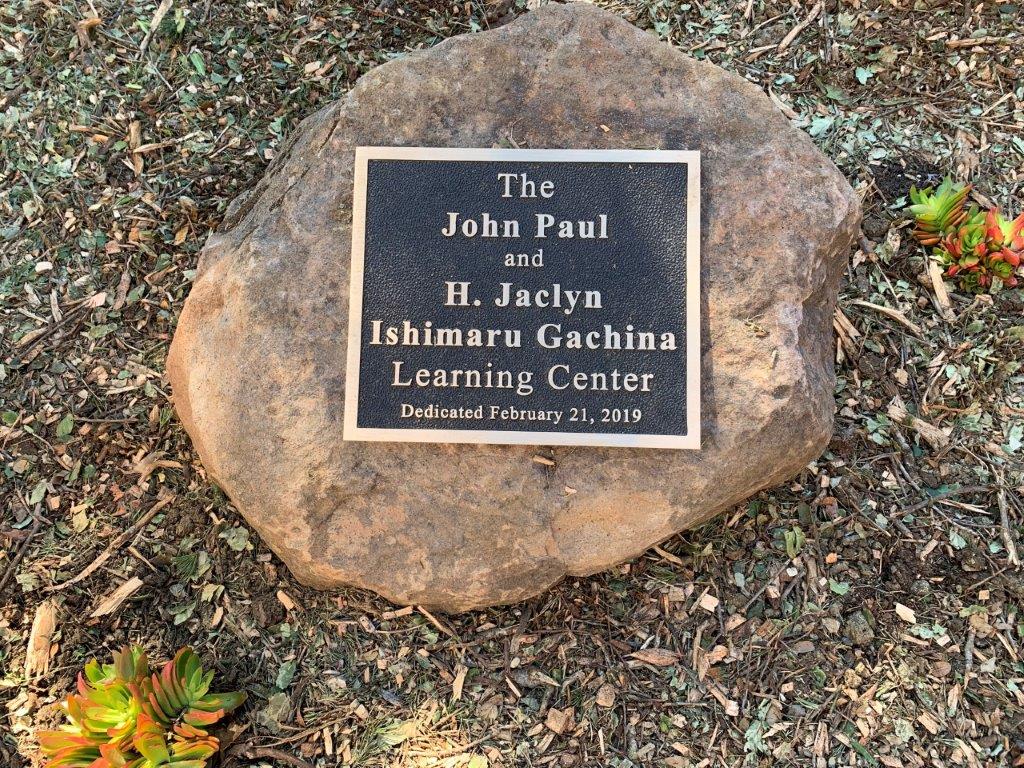 The
John Paul
and
H. Jaclyn
Ishimaru Gachina
Learning Center
Dedicated February 21, 2019